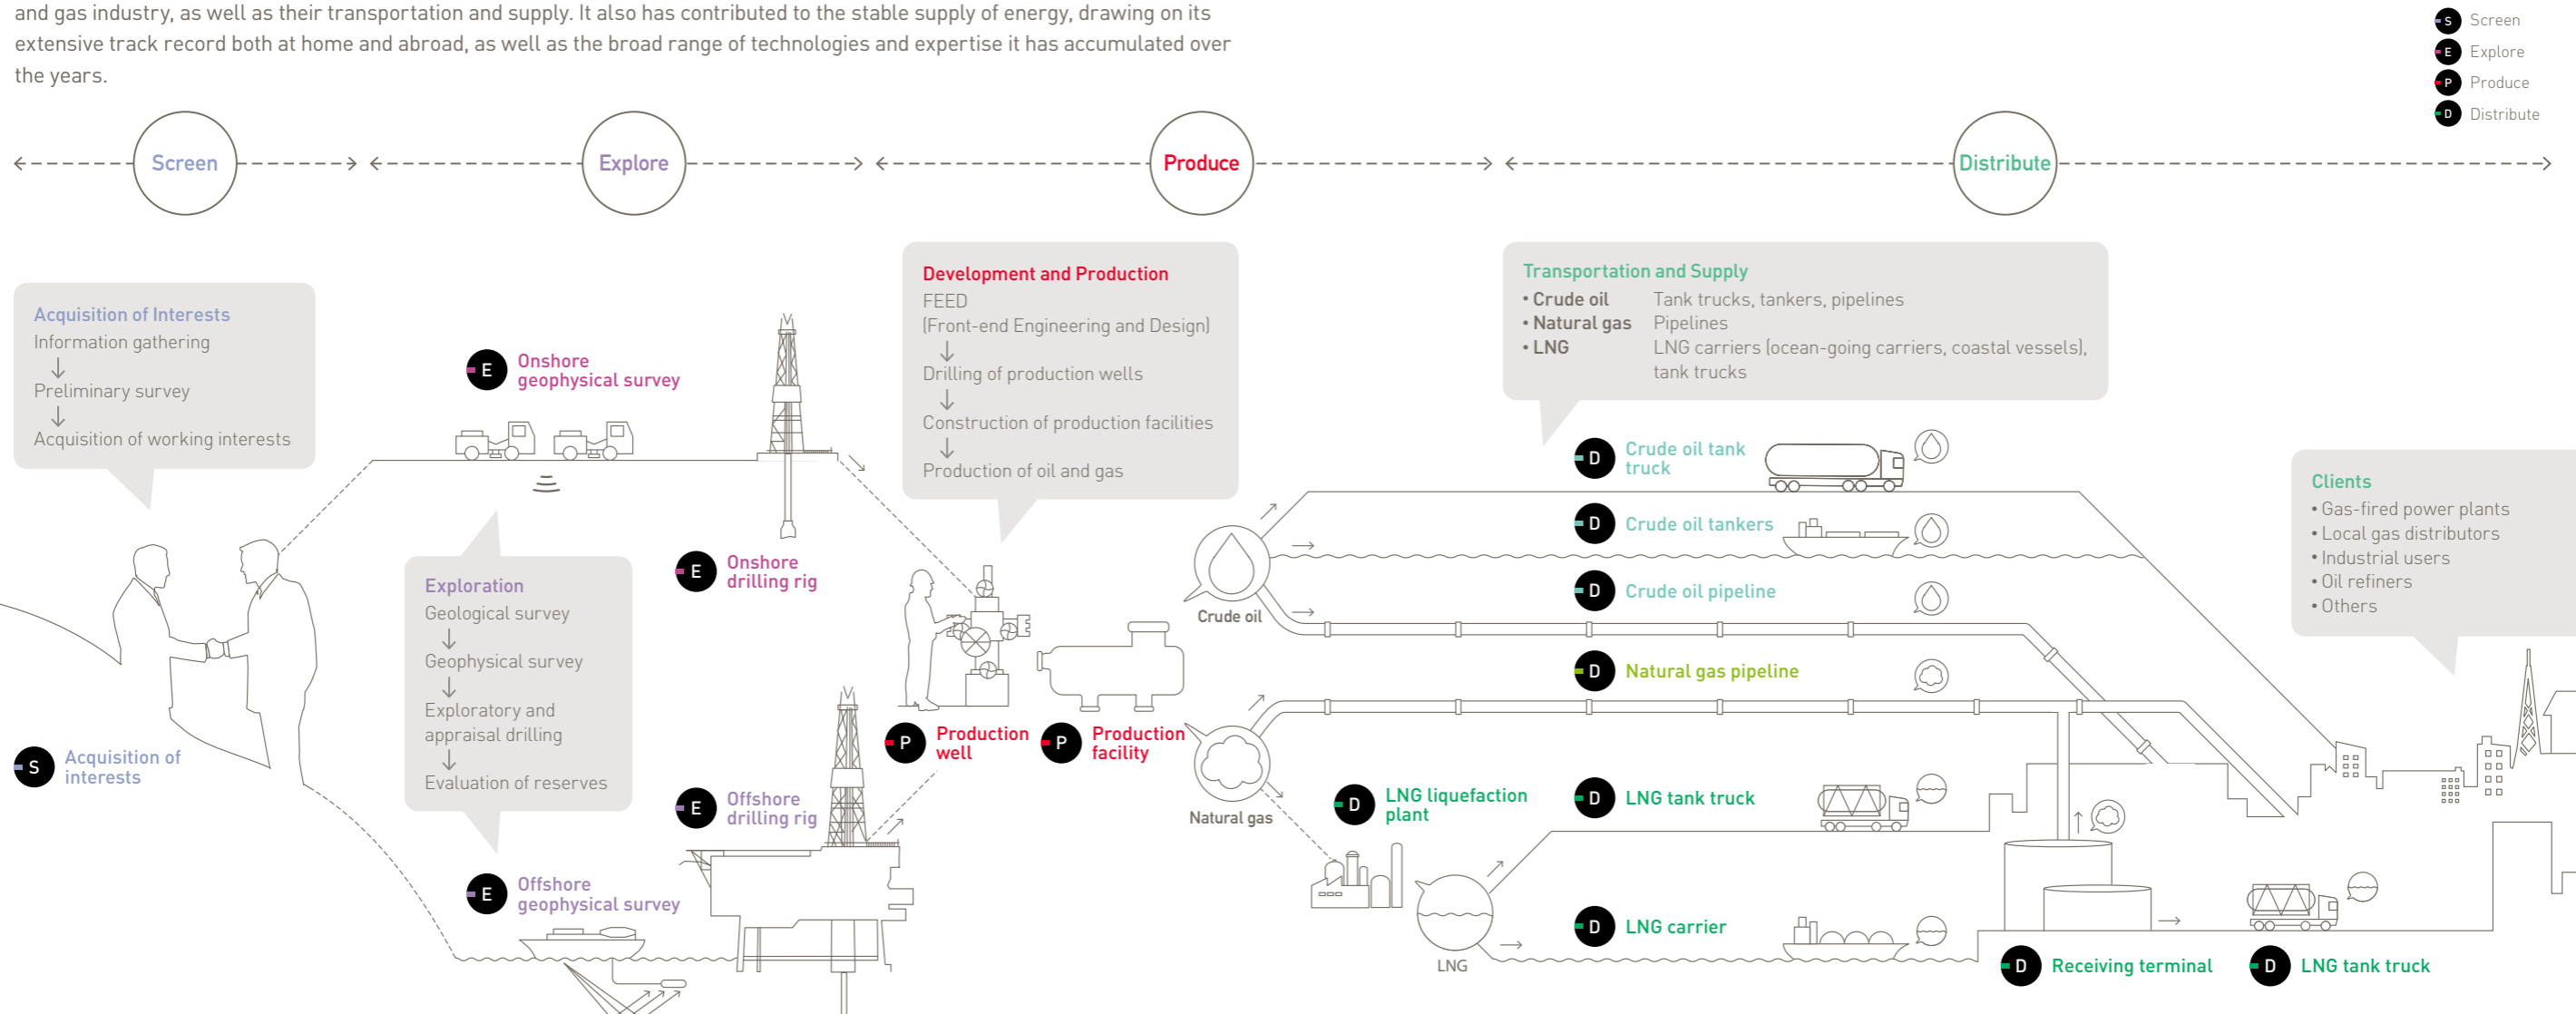 and gas industry, as well as their transportation and supply. It also has contributed to the stable supply of energy, drawing on its
extensive track record both at home and abroad, as well as the broad range of technologies and expertise it has accumulated over
the years.
S Screen
E Explore
P Produce
D Distribute
Screen
Explore
Produce
Distribute
Acquisition of Interests
Information gathering
↓
Preliminary survey
↓
Acquisition of working interests
S Acquisition of
interests
E Onshore
geophysical survey
Exploration
Geological survey
↓
Geophysical survey
↓
Exploratory and
appraisal drilling
↓
Evaluation of reserves
E Onshore
drilling rig
E Offshore
drilling rig
E Offshore
geophysical survey
Development and Production
FEED
(Front-end Engineering and Design)
↓
Drilling of production wells
↓
Construction of production facilities
↓
Production of oil and gas
P Production
well
P Production
facility
Transportation and Supply
• Crude oil Tank trucks, tankers, pipelines
• Natural gas Pipelines
• LNG LNG carriers (ocean-going carriers, coastal vessels),
tank trucks
Crude oil
D Crude oil tank
truck
D Crude oil tankers
D Crude oil pipeline
D Natural gas pipeline
Natural gas
D LNG liquefaction
plant
D LNG tank truck
LNG
D LNG carrier
D Receiving terminal
D LNG tank truck
Clients
• Gas-fired power plants
• Local gas distributors
• Industrial users
• Oil refiners
• Others